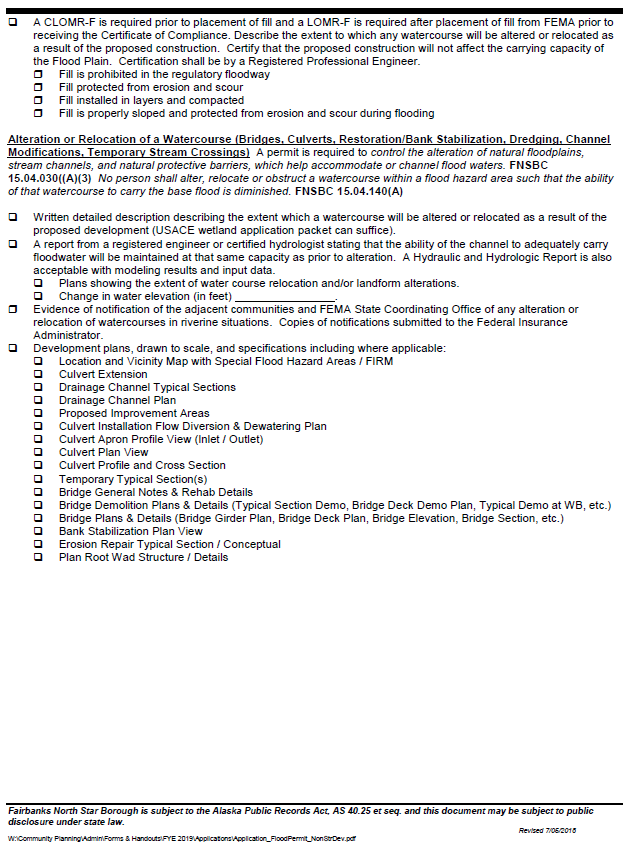 ❑ A CLOMR-F is required prior to placement of fill and a LOMR-F is required after placement of fill from FEMA prior to
receiving the Certificate of Compliance. Describe the extent to which any watercourse will be altered or relocated as
a result of the proposed construction. Certify that the proposed construction will not affect the carrying capacity of
the Flood Plain. Certification shall be by a Registered Professional Engineer.
❑ Fill is prohibited in the regulatory floodway
❑ Fill protected from erosion and scour
❑ Fill installed in layers and compacted
❑ Fill is properly sloped and protected from erosion and scour during flooding
Alteration or Relocation of a Watercourse (Bridges, Culverts, Restoration/Bank Stabilization, Dredging, Channel
Modifications, Temporary Stream Crossings) A permit is required to control the alteration of natural floodplains,
stream channels, and natural protective barriers, which help accommodate or channel flood waters. FNSBC
15.04.030((A)(3) No person shall alter, relocate or obstruct a watercourse within a flood hazard area such that the ability
of that watercourse to carry the base flood is diminished. FNSBC 15.04.140(A)
❑ Written detailed description describing the extent which a watercourse will be altered or relocated as a result of the
proposed development (USACE wetland application packet can suffice).
❑ A report from a registered engineer or certified hydrologist stating that the ability of the channel to adequately carry
floodwater will be maintained at that same capacity as prior to alteration. A Hydraulic and Hydrologic Report is also
acceptable with modeling results and input data.
❑ Plans showing the extent of water course relocation and/or landform alterations.
❑ Change in water elevation (in feet) _________________.
❑ Evidence of notification of the adjacent communities and FEMA State Coordinating Office of any alteration or
relocation of watercourses in riverine situations. Copies of notifications submitted to the Federal Insurance
Administrator.
❑ Development plans, drawn to scale, and specifications including where applicable:
❑ Location and Vicinity Map with Special Flood Hazard Areas / FIRM
❑ Culvert Extension
❑ Drainage Channel Typical Sections
❑ Drainage Channel Plan
❑ Proposed Improvement Areas
❑ Culvert Installation Flow Diversion & Dewatering Plan
❑ Culvert Apron Profile View (Inlet / Outlet)
❑ Culvert Plan View
❑ Culvert Profile and Cross Section
❑ Temporary Typical Section(s)
❑ Bridge General Notes & Rehab Details
❑ Bridge Demolition Plans & Details (Typical Section Demo, Bridge Deck Demo Plan, Typical Demo at WB, etc.)
❑ Bridge Plans & Details (Bridge Girder Plan, Bridge Deck Plan, Bridge Elevation, Bridge Section, etc.)
❑ Bank Stabilization Plan View
❑ Erosion Repair Typical Section / Conceptual
❑ Plan Root Wad Structure / Details
Fairbanks North Star Borough is subject to the Alaska Public Records Act, AS 40.25 et seq. and this document may be subject to public
disclosure under state law.
Revised 7/06/2018
W:\Community Planning\Admin\Forms & Handouts\FYE 2019\Applications\Application_FloodPermit_NonStrDev.pdf